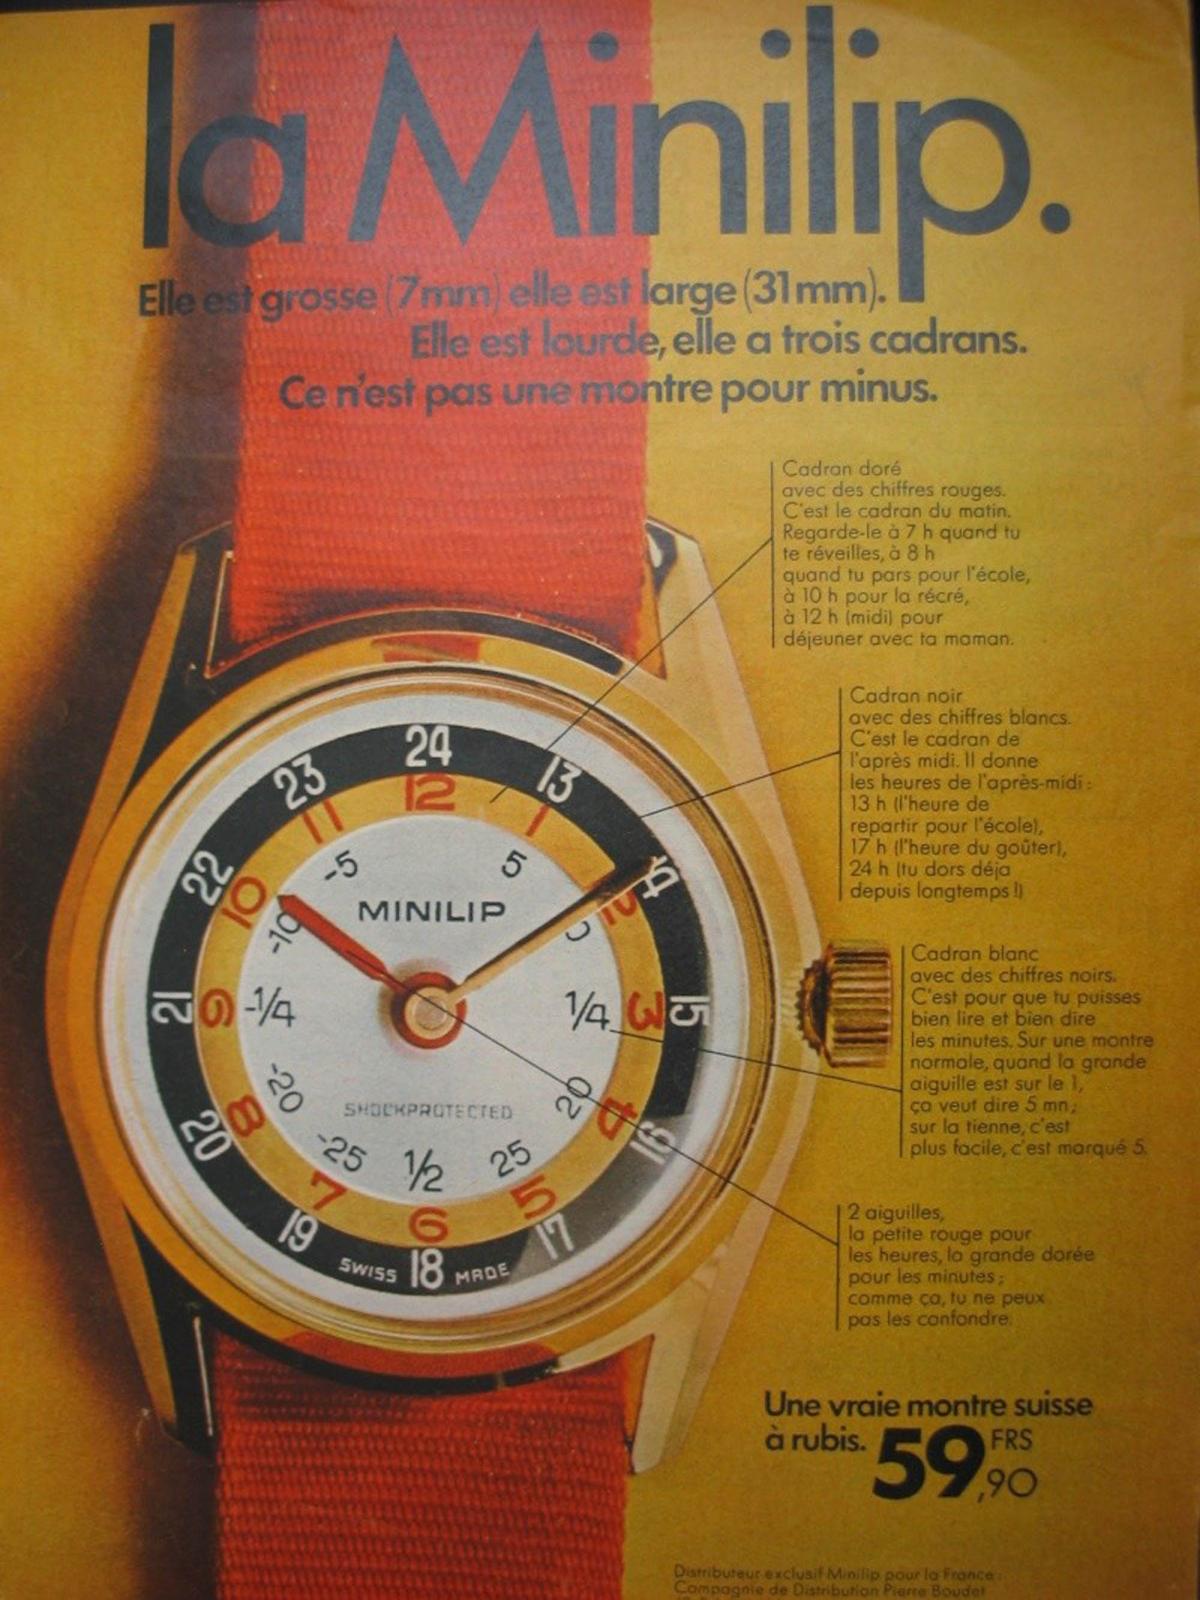 la Minilip.
Elle est grosse (7mm) elle est large (31mm).
Elle est lourde, elle a trois cadrans.
Ce n'est pas une montre pour minus.
Cadran doré
avec des chiffres rouges.
C'est le cadran du matin.
Regarde-le à 7 h quand tu
te réveilles, à 8 h
quand tu pars pour l'école,
à 10 h pour la récré,
à 12 h (midi) pour
déjeuner avec ta maman.
Cadran noir
avec des chiffres blancs.
C'est le cadran de
l'après midi. Il donne
les heures de l'après-midi :
13 h (l'heure de
repartir pour l'école),
17 h (l'heure du goûter),
24 h (tu dors déja
depuis longtemps !)
Cadran blanc
avec des chiffres noirs.
C'est pour que tu puisses
bien lire et bien dire
les minutes. Sur une montre
normale, quand la grande
aiguille est sur le 1,
ça veut dire 5 mn ;
sur la tienne, c'est
plus facile, c'est marqué 5.
2 aiguilles,
la petite rouge pour
les heures, la grande dorée
pour les minutes ;
comme ça, tu ne peux
pas les confondre.
24
13
14
15
16
17
18
19
20
21
22
23
12
1
2
3
4
5
6
7
8
9
10
11
5
1/4
20
25
1/2
-25
-20
-1/4
-10
-5
MINILIP
SHOCKPROTECTED
SWISS MADE
Une vraie montre suisse
à rubis. 59,90 FRS
Distributeur exclusif Minilip pour la France :
Compagnie de Distribution Pierre Boudet